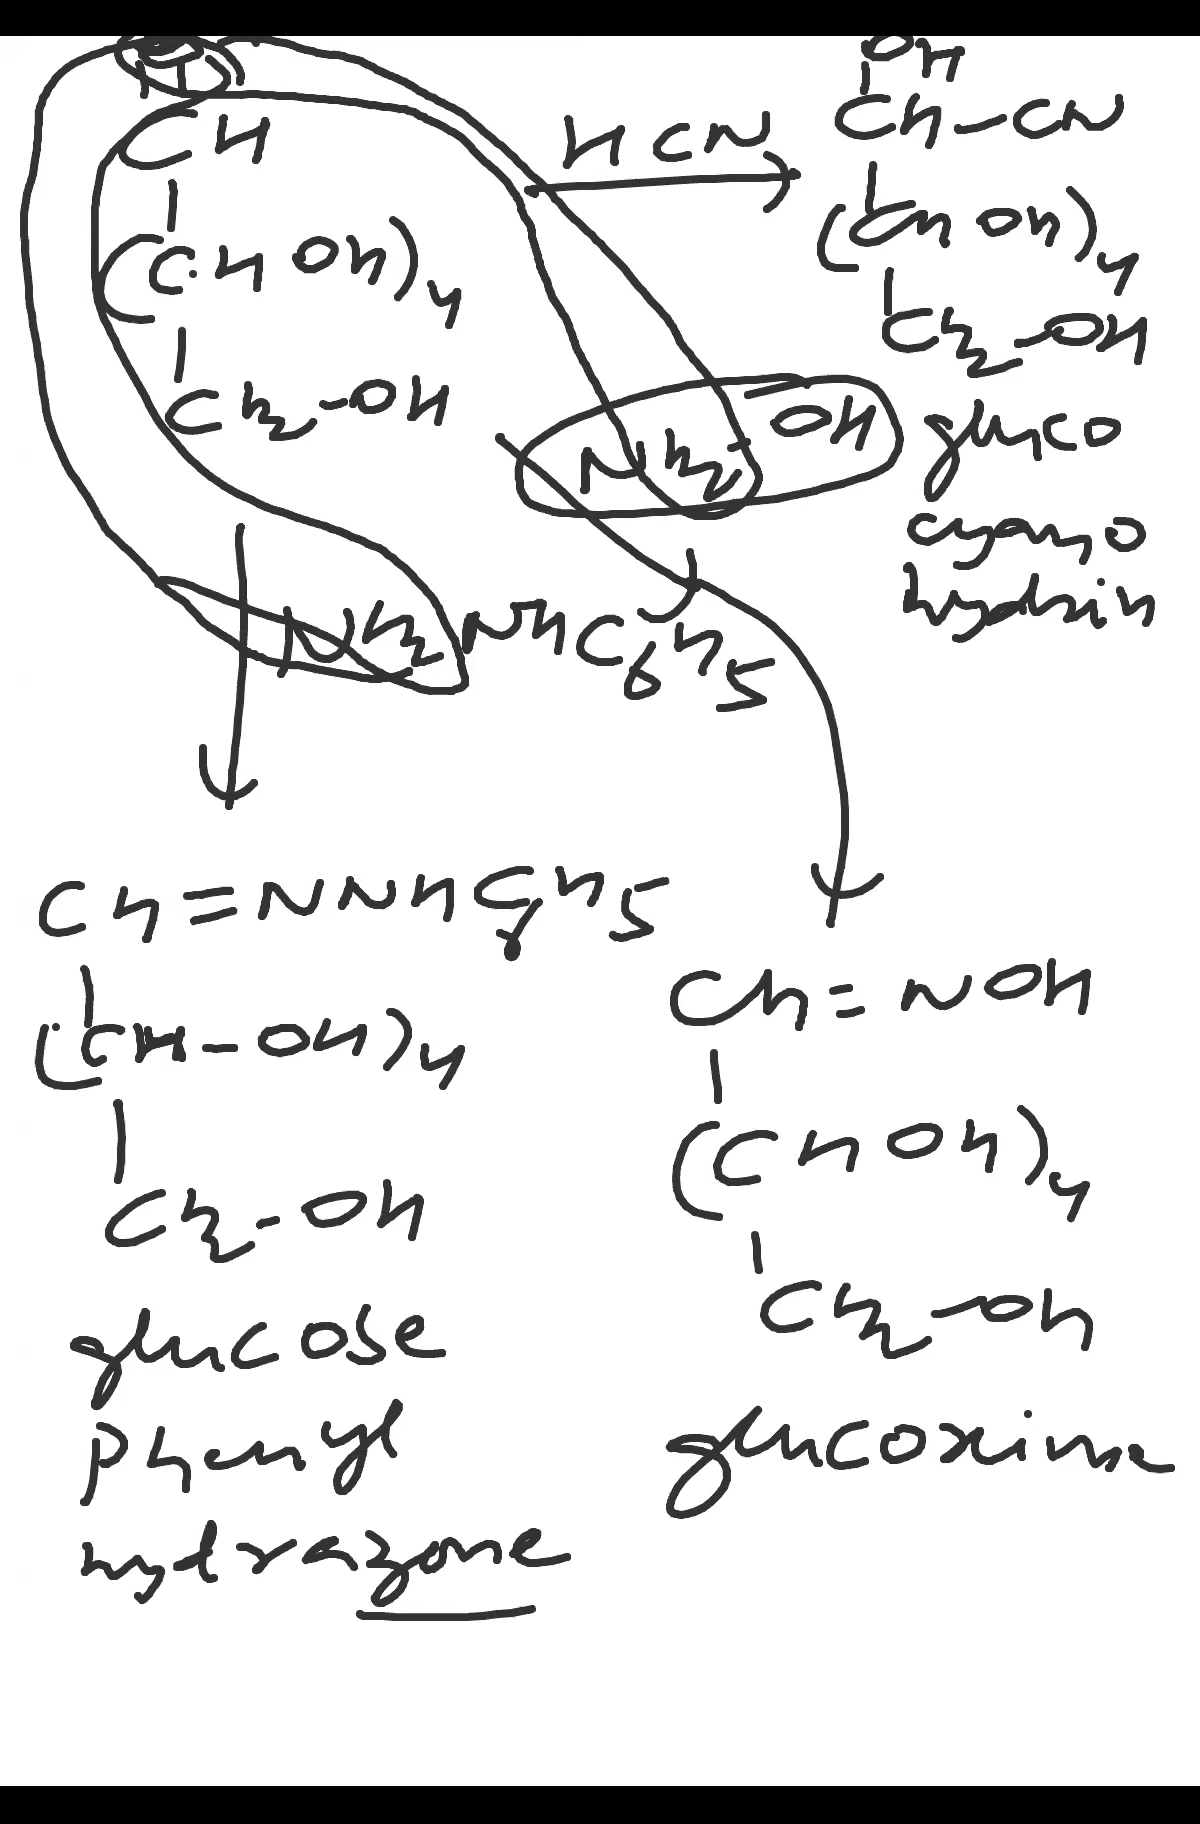 CH
(CHOH)4
CH2-OH
HCN
OH
CH-CN
(CHOH)4
CH2-OH
gluco
cyano
hydrin
NH2-OH
NH2NHC6H5
CH=NNHC6H5
(CH-OH)4
CH2-OH
glucose
phenyl
hydrazone
CH=NOH
(CHOH)4
CH2-OH
glucoxime